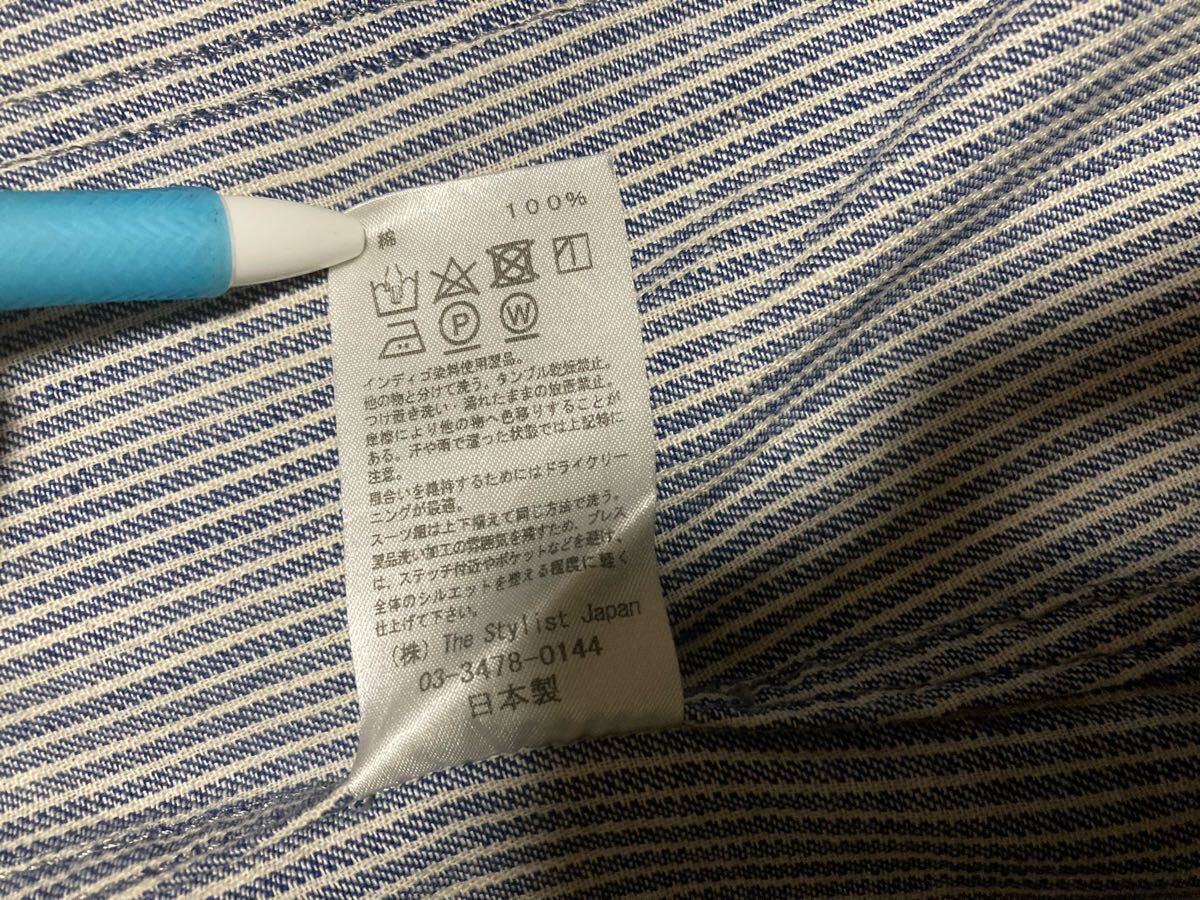 綿 100%
P W
インディゴ染料使用製品。
他の物と分けて洗う。タンブル乾燥禁止。
つけ置き洗い・濡れたままの放置禁止。
摩擦により他の物へ色移りすることが
ある。汗や雨で湿った状態では上記特に
注意。
風合いを維持するためにはドライクリー
ニングが最適。
スーツ類は上下揃えて同じ方法で洗う。
製品洗い加工の雰囲気を残すため、プレス
は、ステッチ付近やポケットなどを避け、
全体のシルエットを整える程度に軽く
仕上げて下さい。
(株) The Stylist Japan
03-3478-0144
日本製